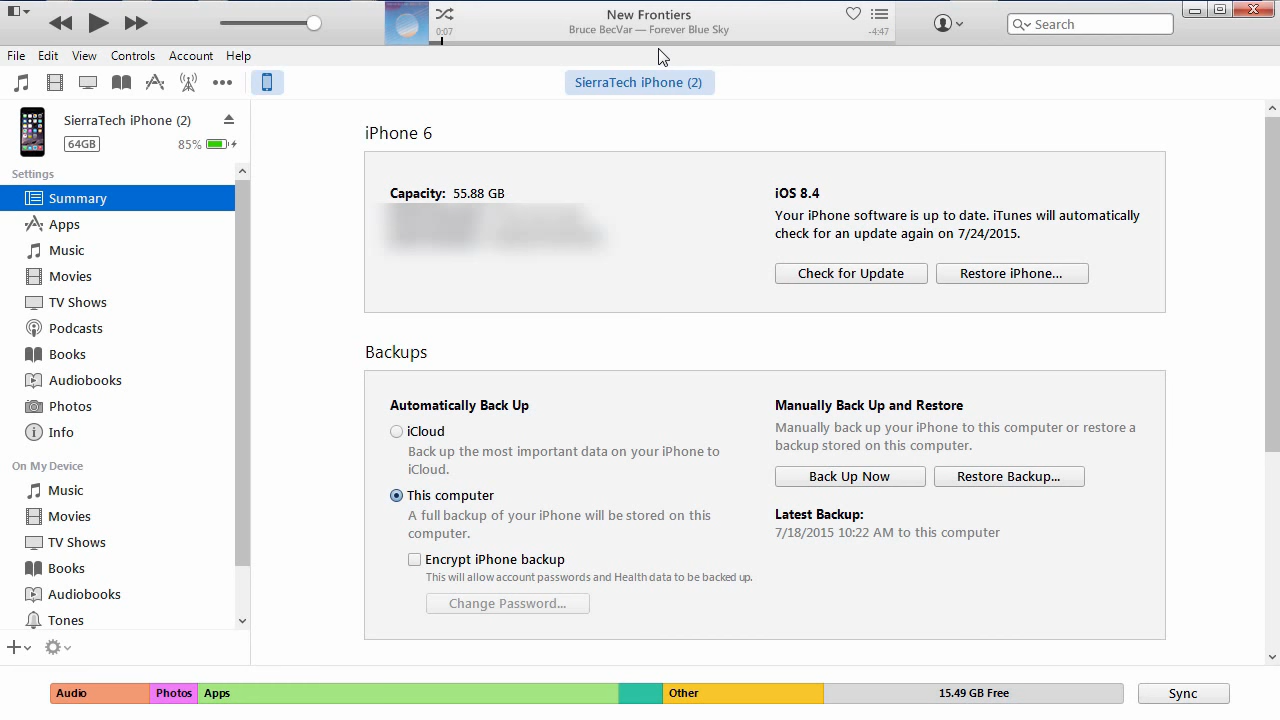 New Frontiers
Bruce BecVar — Forever Blue Sky
0:07
-4:47
Search
File Edit View Controls Account Help
SierraTech iPhone (2)
SierraTech iPhone (2)
64GB
85%
Settings
Summary
Apps
Music
Movies
TV Shows
Podcasts
Books
Audiobooks
Photos
Info
On My Device
Music
Movies
TV Shows
Books
Audiobooks
Tones
iPhone 6
Capacity: 55.88 GB
iOS 8.4
Your iPhone software is up to date. iTunes will automatically
check for an update again on 7/24/2015.
Check for Update
Restore iPhone...
Backups
Automatically Back Up
iCloud
Back up the most important data on your iPhone to
iCloud.
This computer
A full backup of your iPhone will be stored on this
computer.
Encrypt iPhone backup
This will allow account passwords and Health data to be backed up.
Change Password...
Manually Back Up and Restore
Manually back up your iPhone to this computer or restore a
backup stored on this computer.
Back Up Now
Restore Backup...
Latest Backup:
7/18/2015 10:22 AM to this computer
Audio
Photos
Apps
Other
15.49 GB Free
Sync